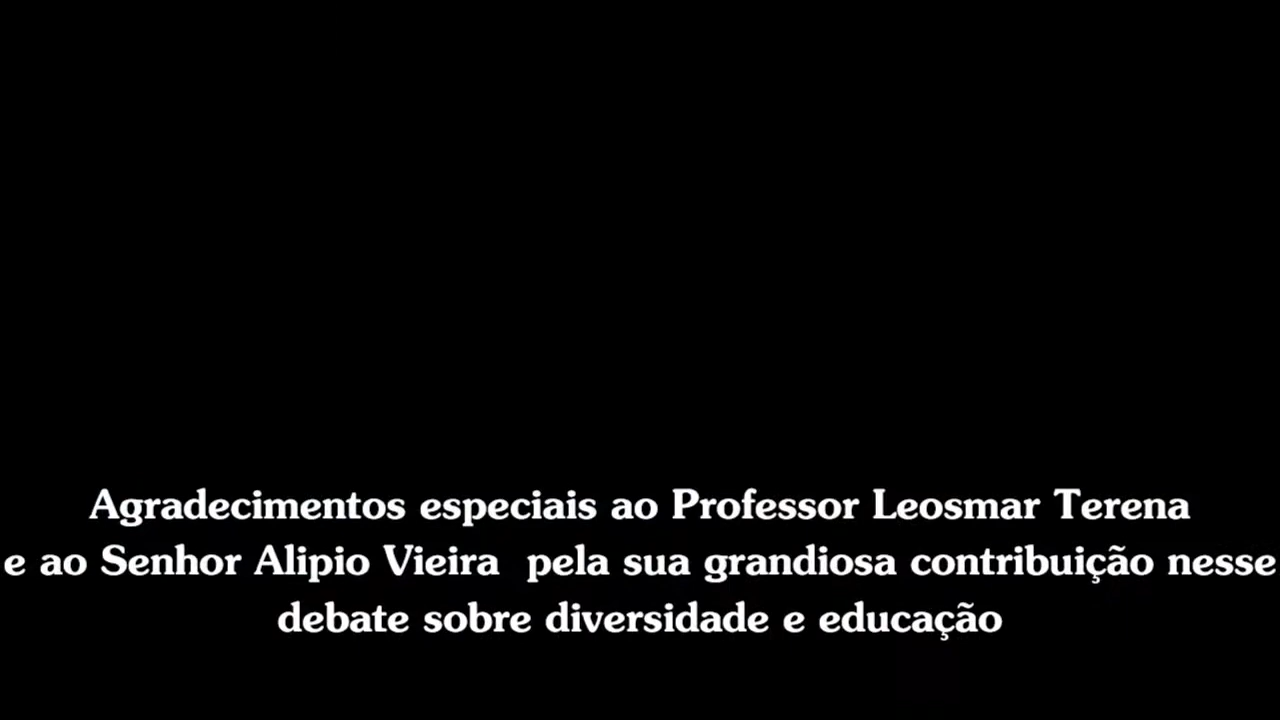 Agradecimentos especiais ao Professor Leosmar Terena
e ao Senhor Alipio Vieira  pela sua grandiosa contribuição nesse
debate sobre diversidade e educação